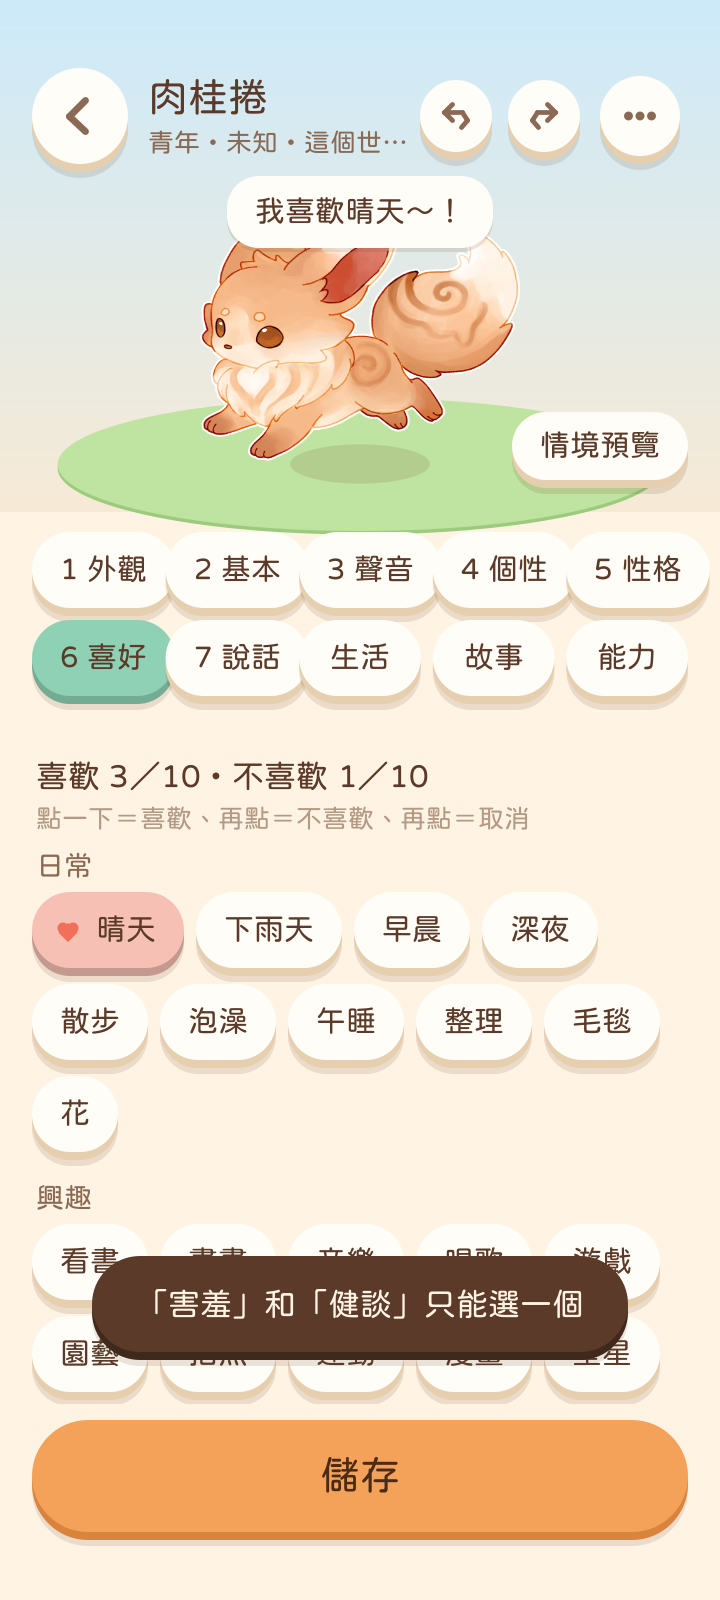 肉桂捲
青年・未知・這個世…
我喜歡晴天～！
情境預覽
1 外觀 2 基本 3 聲音 4 個性 5 性格
6 喜好 7 說話 生活 故事 能力
喜歡 3／10・不喜歡 1／10
點一下＝喜歡、再點＝不喜歡、再點＝取消
日常
晴天 下雨天 早晨 深夜
散步 泡澡 午睡 整理 毛毯
花
興趣
看書 音樂 唱歌 遊戲
「害羞」和「健談」只能選一個
園藝
儲存